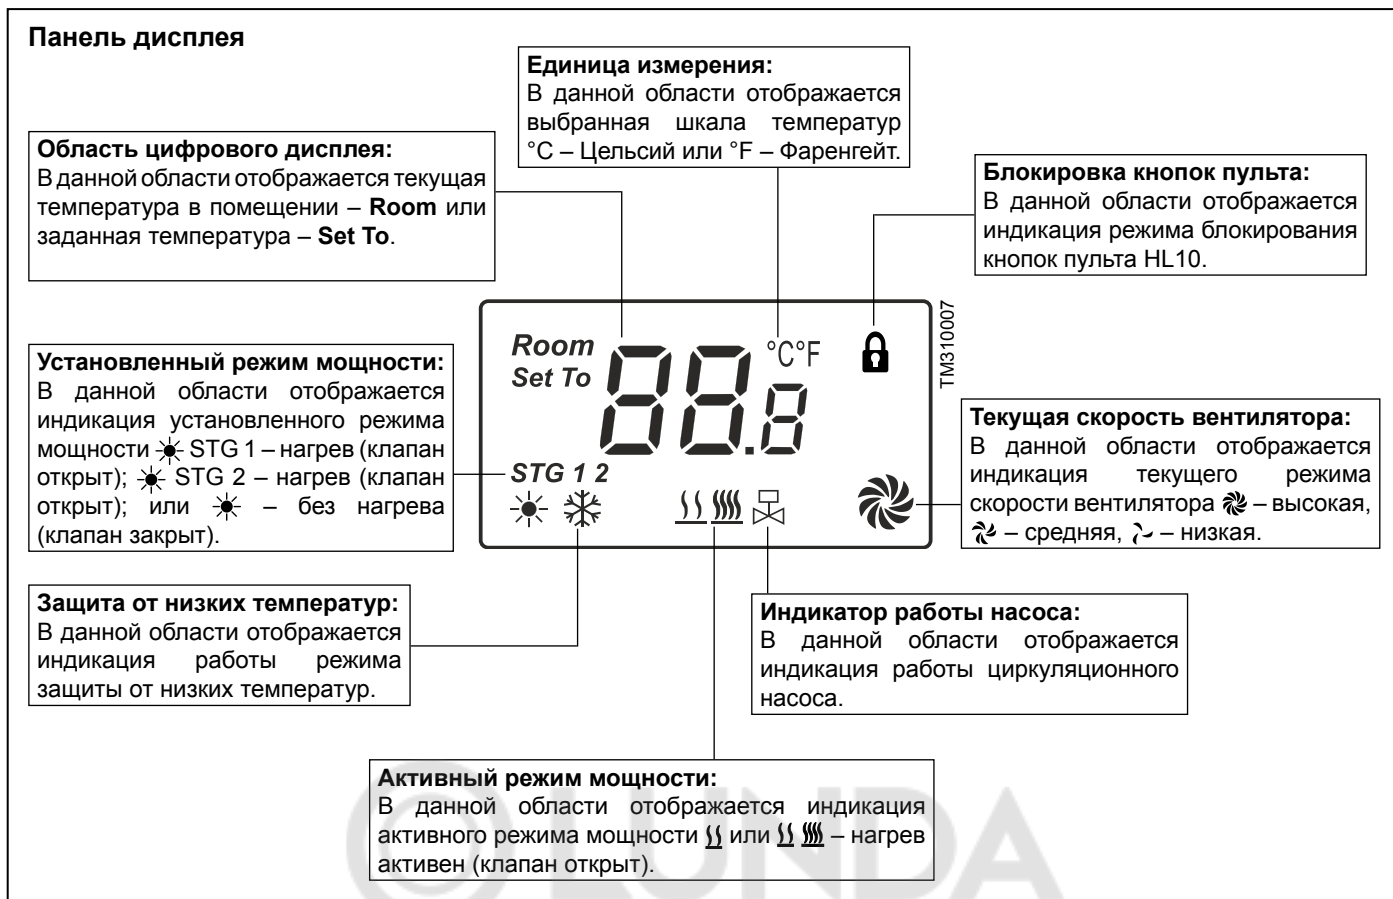 Панель дисплея
Единица измерения:
В данной области отображается
выбранная шкала температур
°C – Цельсий или °F – Фаренгейт.
Область цифрового дисплея:
В данной области отображается текущая
температура в помещении – Room или
заданная температура – Set To.
Блокировка кнопок пульта:
В данной области отображается
индикация режима блокирования
кнопок пульта HL10.
Room
Set To
88.8
°C°F
STG 1 2
TM310007
Установленный режим мощности:
В данной области отображается
индикация установленного режима
мощности STG 1 – нагрев (клапан
открыт); STG 2 – нагрев (клапан
открыт); или – без нагрева
(клапан закрыт).
Текущая скорость вентилятора:
В данной области отображается
индикация текущего режима
скорости вентилятора – высокая,
– средняя, – низкая.
Защита от низких температур:
В данной области отображается
индикация работы режима
защиты от низких температур.
Индикатор работы насоса:
В данной области отображается
индикация работы циркуляционного
насоса.
Активный режим мощности:
В данной области отображается индикация
активного режима мощности или – нагрев
активен (клапан открыт).
LUNDA